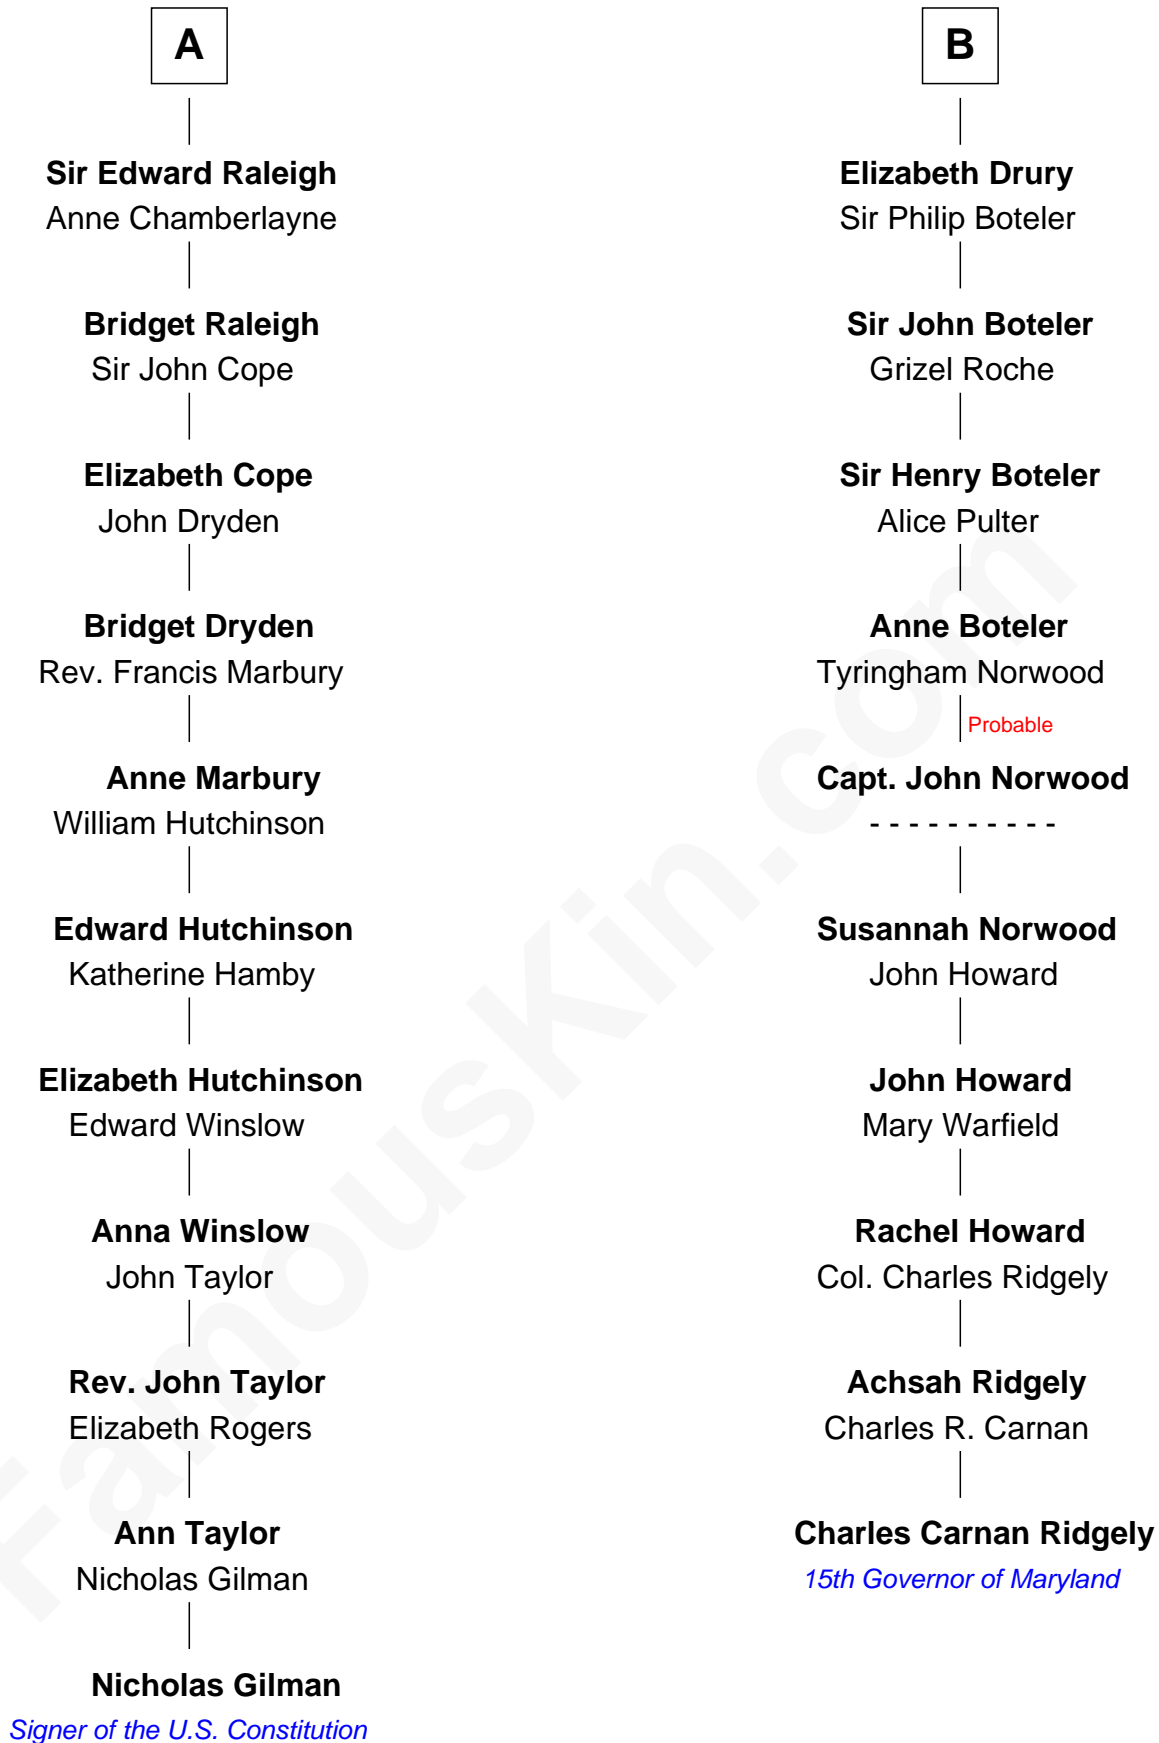 A
Sir Edward Raleigh
Anne Chamberlayne
Bridget Raleigh
Sir John Cope
Elizabeth Cope
John Dryden
Bridget Dryden
Rev. Francis Marbury
Anne Marbury
William Hutchinson
Edward Hutchinson
Katherine Hamby
Elizabeth Hutchinson
Edward Winslow
Anna Winslow
John Taylor
Rev. John Taylor
Elizabeth Rogers
Ann Taylor
Nicholas Gilman
Nicholas Gilman
Signer of the U.S. Constitution
B
Elizabeth Drury
Sir Philip Boteler
Sir John Boteler
Grizel Roche
Sir Henry Boteler
Alice Pulter
Anne Boteler
Tyringham Norwood
Probable
Capt. John Norwood
- - - - - - - - - -
Susannah Norwood
John Howard
John Howard
Mary Warfield
Rachel Howard
Col. Charles Ridgely
Achsah Ridgely
Charles R. Carnan
Charles Carnan Ridgely
15th Governor of Maryland
FamousKin.com